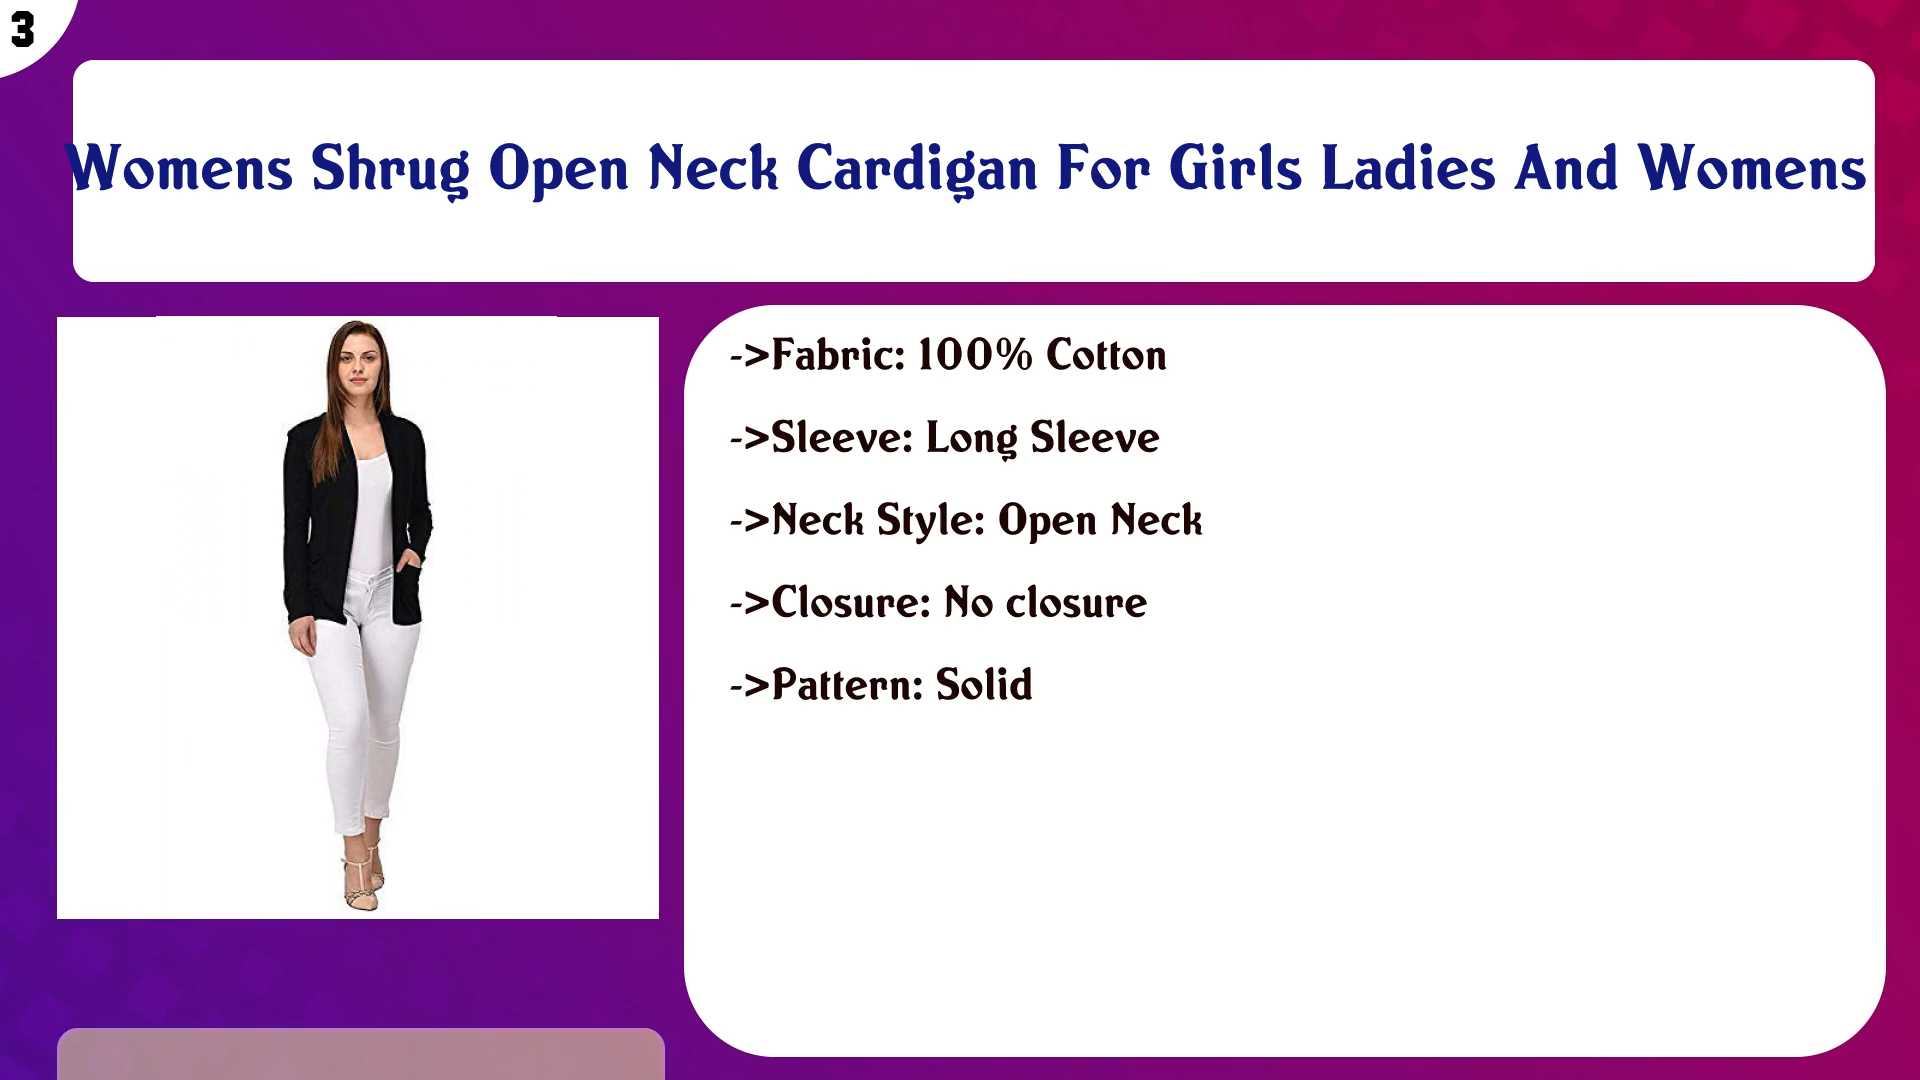 3
Womens Shrug Open Neck Cardigan For Girls Ladies And Womens
->Fabric: 100% Cotton
->Sleeve: Long Sleeve
->Neck Style: Open Neck
->Closure: No closure
->Pattern: Solid